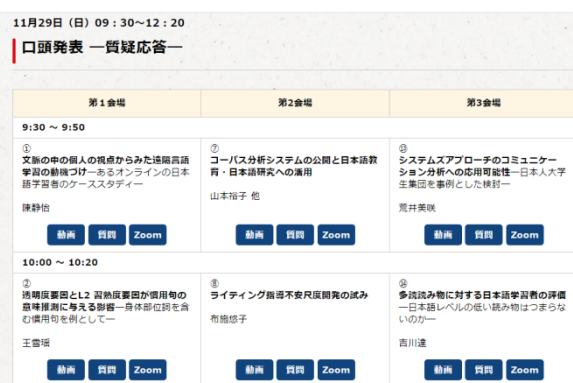 11月29日（日）09：30～12：20
口頭発表 ―質疑応答―
第1会場
第2会場
第3会場
9:30 ～ 9:50
①
文脈の中の個人の視点からみた遠隔言語
学習の動機づけ―あるオンラインの日本
語学習者のケーススタディ―
陳静怡
動画 質問 Zoom
⑦
コーパス分析システムの公開と日本語教
育・日本語研究への活用
山本裕子 他
動画 質問 Zoom
⑬
システムズアプローチのコミュニケー
ション分析への応用可能性―日本人大学
生集団を事例とした検討―
荒井美咲
動画 質問 Zoom
10:00 ～ 10:20
②
透明度要因とL2 習熟度要因が慣用句の
意味推測に与える影響―身体部位詞を含
む慣用句を例として―
王雪瑶
動画 質問 Zoom
⑧
ライティング指導不安尺度開発の試み
布施悠子
動画 質問 Zoom
⑭
多読読み物に対する日本語学習者の評価
―日本語レベルの低い読み物はつまらな
いのか―
吉川達
動画 質問 Zoom